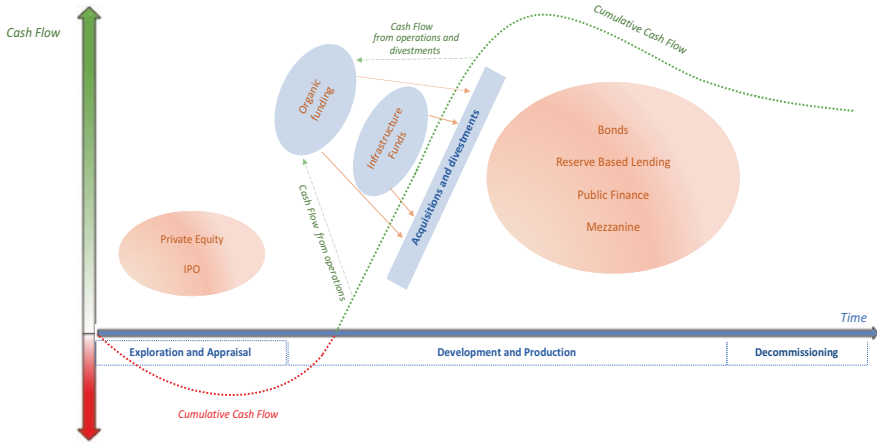 Cash Flow
Cash Flow
from operations and
divestments
Cumulative Cash Flow
Organic
funding
Infrastructure
Funds
Acquisitions and divestments
Bonds
Reserve Based Lending
Public Finance
Mezzanine
Cash Flow from operations
Private Equity
IPO
Time
Exploration and Appraisal
Development and Production
Decommissioning
Cumulative Cash Flow